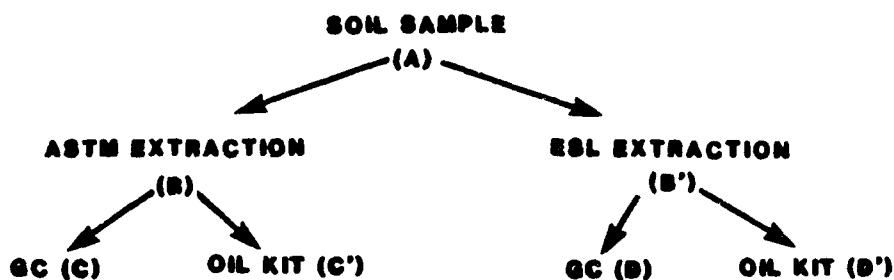 SOIL SAMPLE
(A)
ASTM EXTRACTION
ESL EXTRACTION
(B)
(B')
GC (C)
OIL KIT (C')
GC (D)
OIL KIT (D')